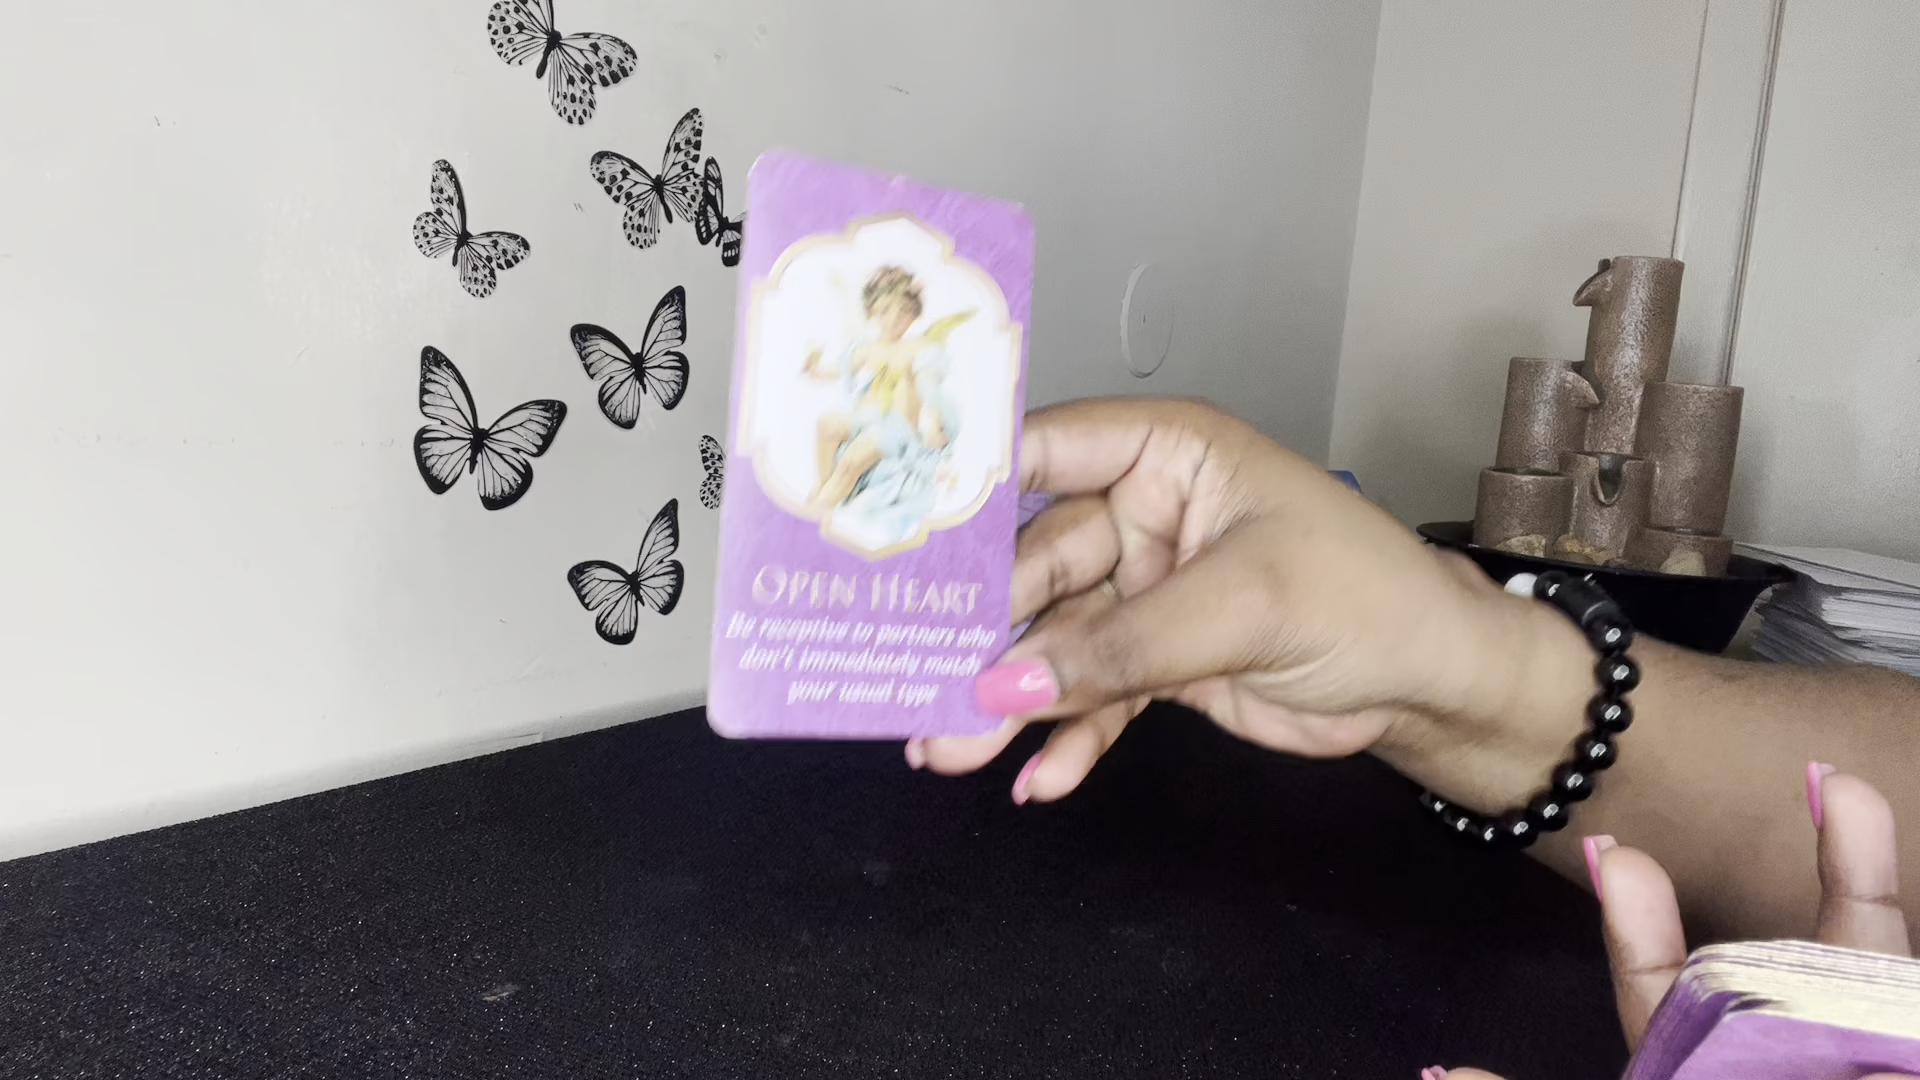 OPEN HEART
Be receptive to partners who
don't immediately match
your usual type